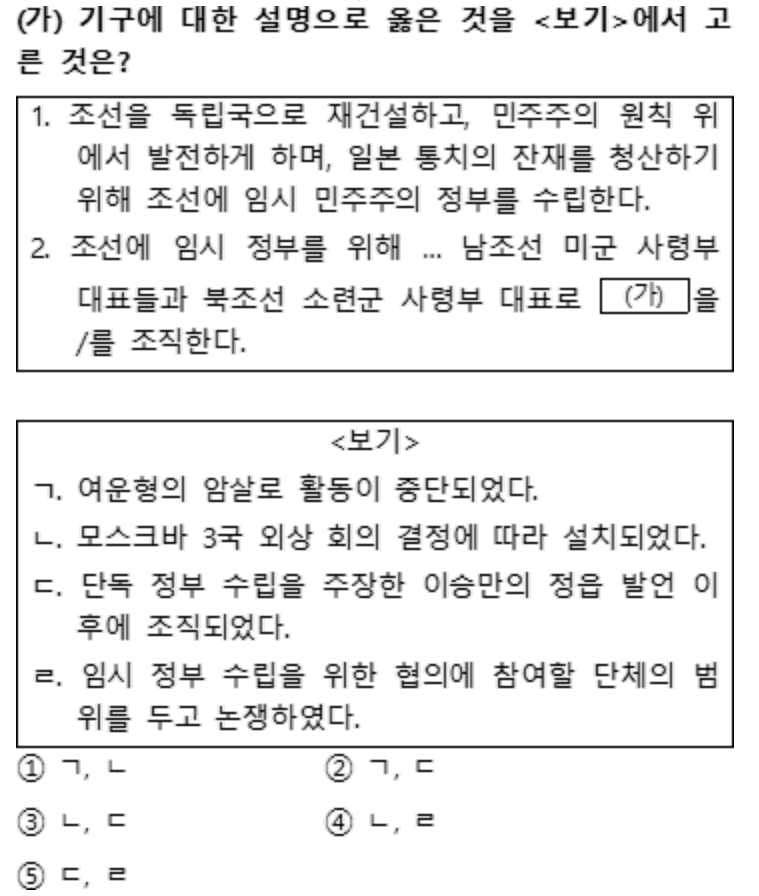 (가) 기구에 대한 설명으로 옳은 것을 <보기>에서 고
른 것은?
1. 조선을 독립국으로 재건설하고, 민주주의 원칙 위
에서 발전하게 하며, 일본 통치의 잔재를 청산하기
위해 조선에 임시 민주주의 정부를 수립한다.
2. 조선에 임시 정부를 위해 ... 남조선 미군 사령부
대표들과 북조선 소련군 사령부 대표로 (가) 을
/를 조직한다.
<보기>
ㄱ. 여운형의 암살로 활동이 중단되었다.
ㄴ. 모스크바 3국 외상 회의 결정에 따라 설치되었다.
ㄷ. 단독 정부 수립을 주장한 이승만의 정읍 발언 이
후에 조직되었다.
ㄹ. 임시 정부 수립을 위한 협의에 참여할 단체의 범
위를 두고 논쟁하였다.
① ㄱ, ㄴ ② ㄱ, ㄷ
③ ㄴ, ㄷ ④ ㄴ, ㄹ
⑤ ㄷ, ㄹ